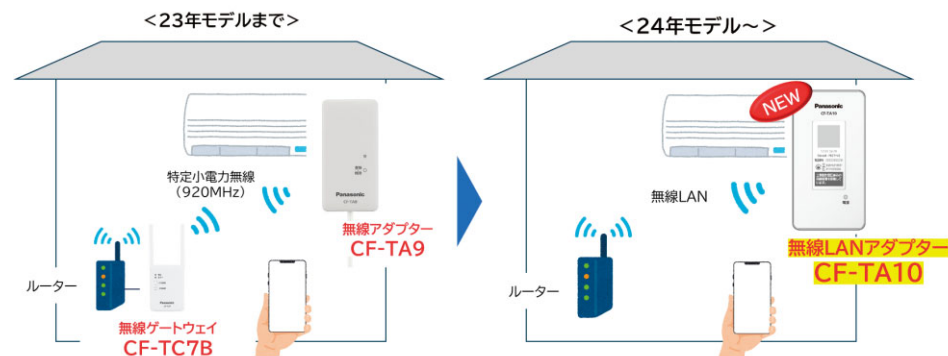 ＜23年モデルまで＞
特定小電力無線
（920MHz）
Panasonic
無線アダプター
CF-TA9
ルーター
Panasonic
無線ゲートウェイ
CF-TC7B
＜24年モデル～＞
NEW
Panasonic
CF-TA10
無線LAN
無線LANアダプター
CF-TA10
ルーター